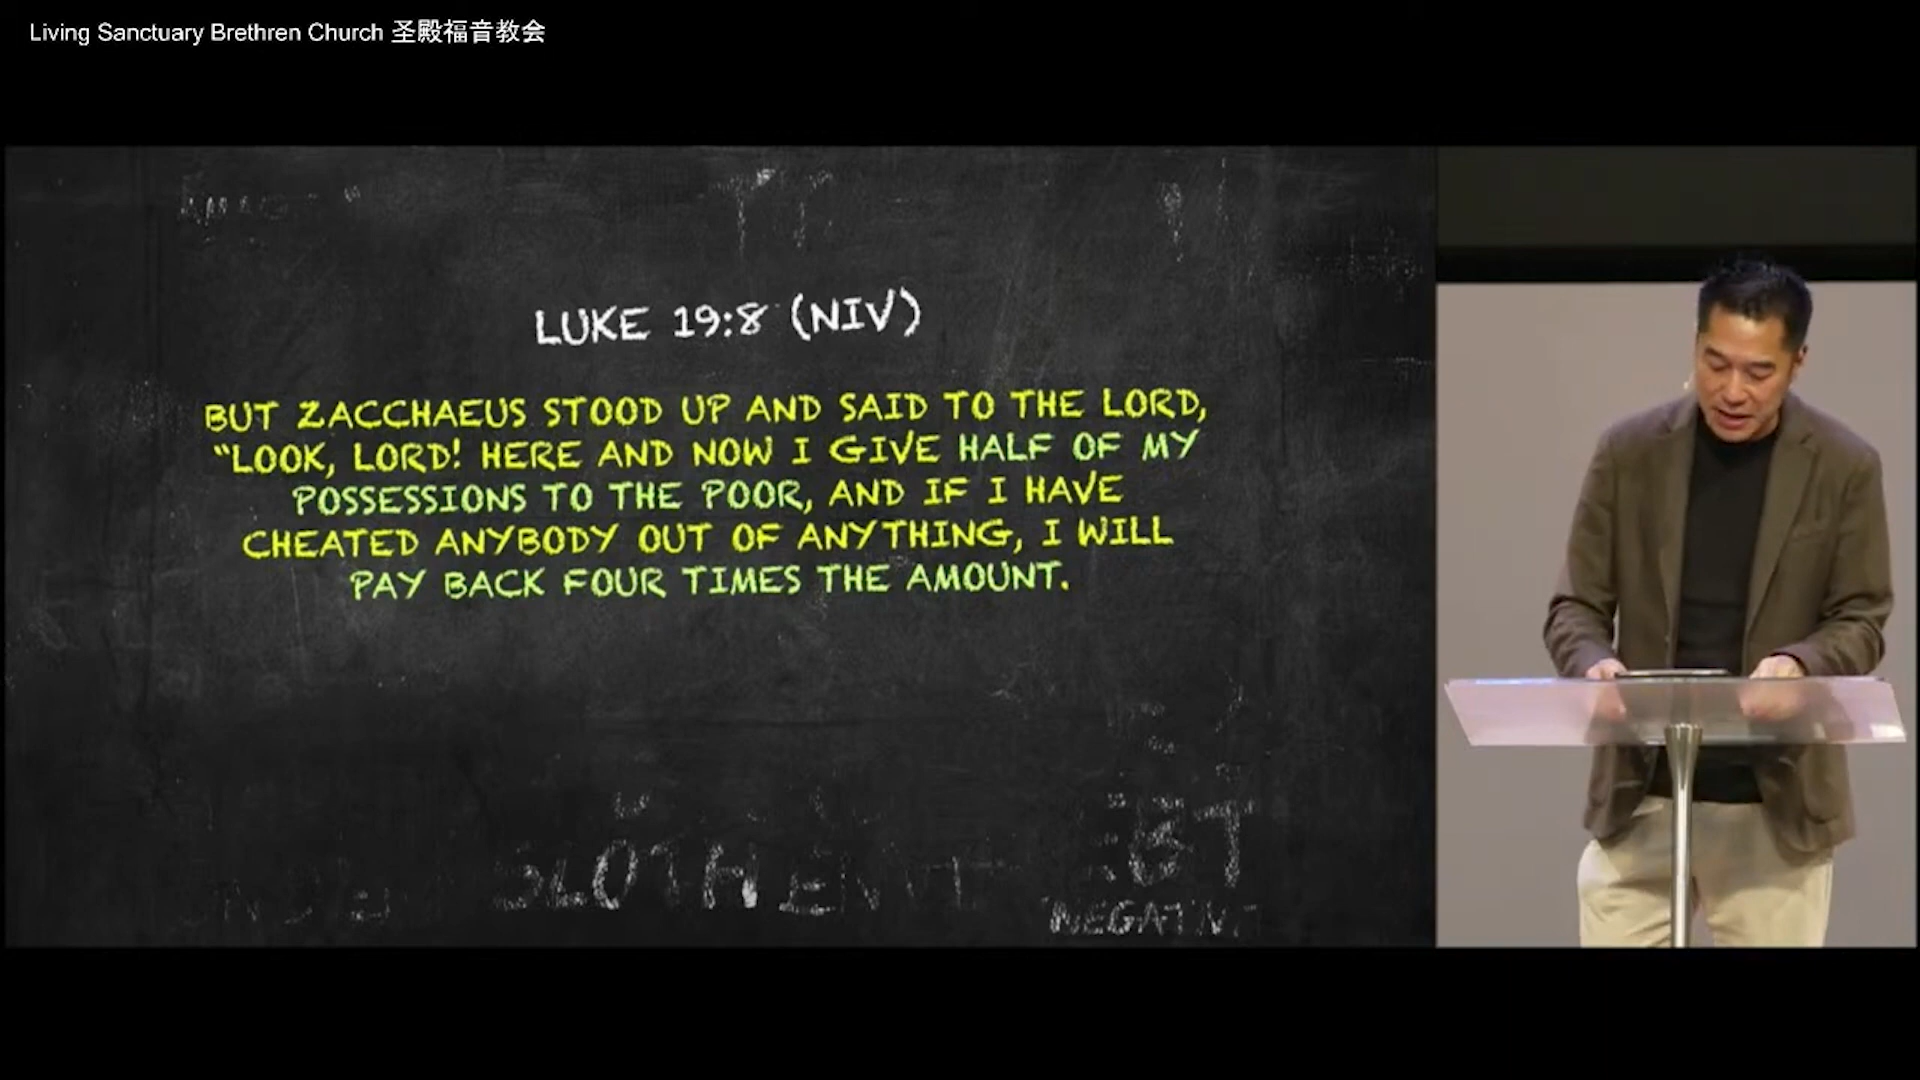 Living Sanctuary Brethren Church 圣殿福音教会
LUKE 19:8 (NIV)
BUT ZACCHAEUS STOOD UP AND SAID TO THE LORD,
“LOOK, LORD! HERE AND NOW I GIVE HALF OF MY
POSSESSIONS TO THE POOR, AND IF I HAVE
CHEATED ANYBODY OUT OF ANYTHING, I WILL
PAY BACK FOUR TIMES THE AMOUNT.